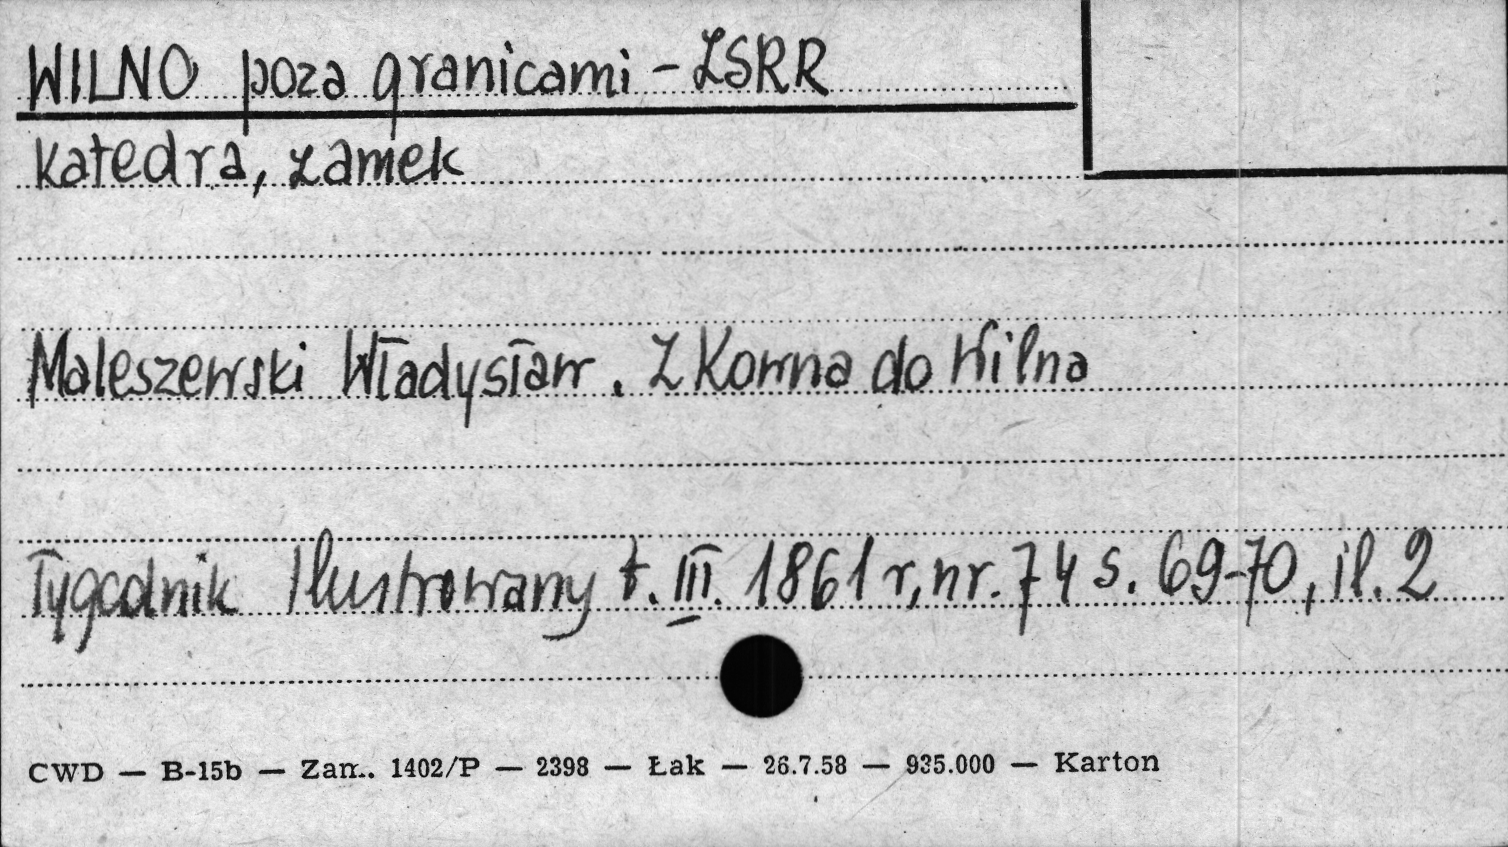 WILNO poza granicami - ZSRR
Katedra, zamek
Maleszewski Władysław. Z Kowna do Wilna
Tygodnik Ilustrowany t. III. 1861 r, nr. 74 s. 69-70, il. 2
CWD — B-15b — Zam. 1402/P — 2398 — Łak — 26.7.58 — 935.000 — Karton